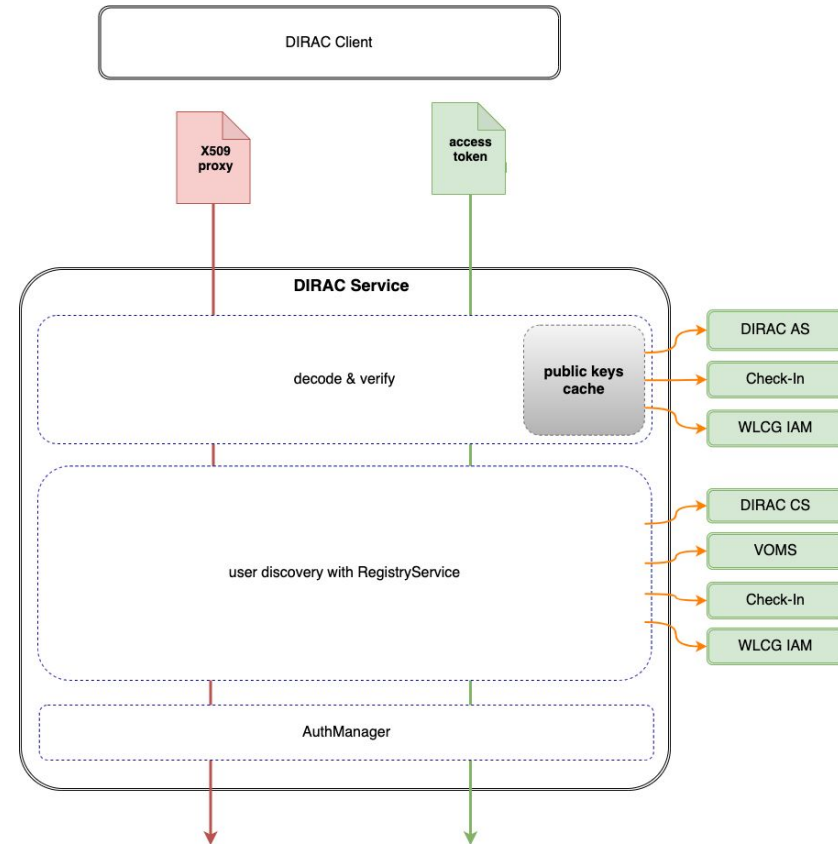 DIRAC Client
X509
proxy
access
token
DIRAC Service
decode & verify
public keys
cache
DIRAC AS
Check-In
WLCG IAM
user discovery with RegistryService
DIRAC CS
VOMS
Check-In
WLCG IAM
AuthManager